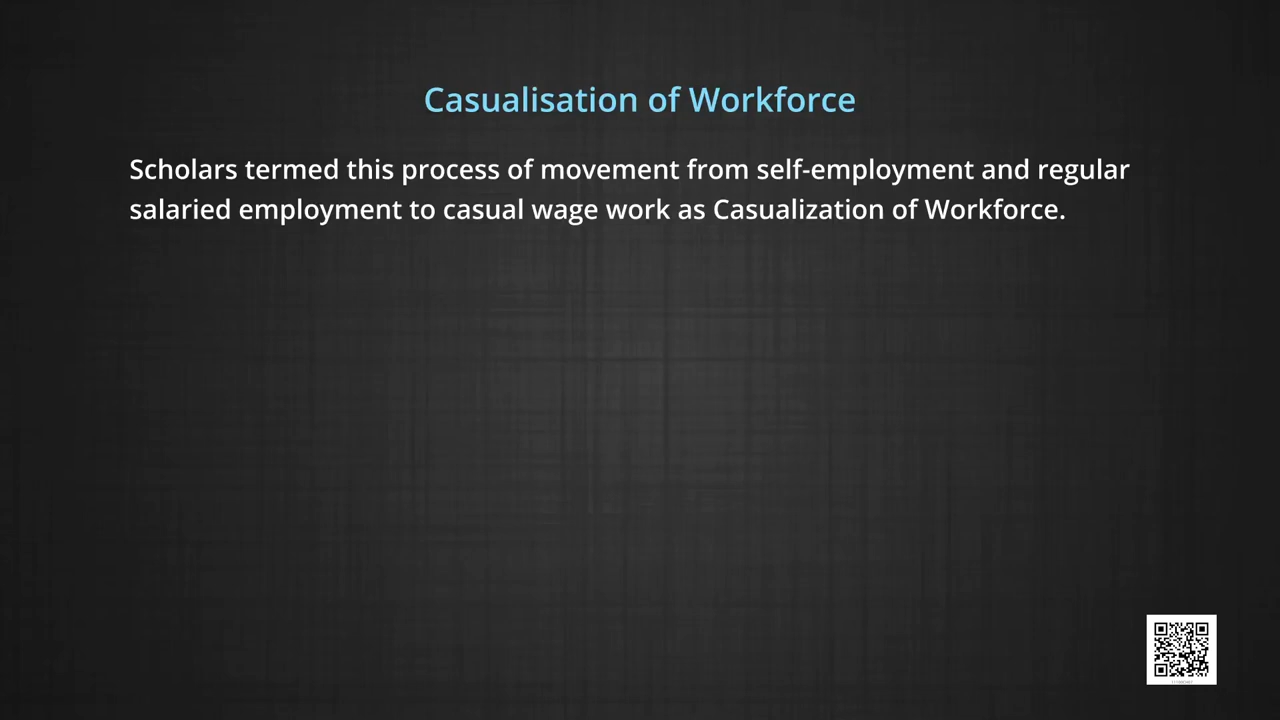 Casualisation of Workforce
Scholars termed this process of movement from self-employment and regular
salaried employment to casual wage work as Casualization of Workforce.